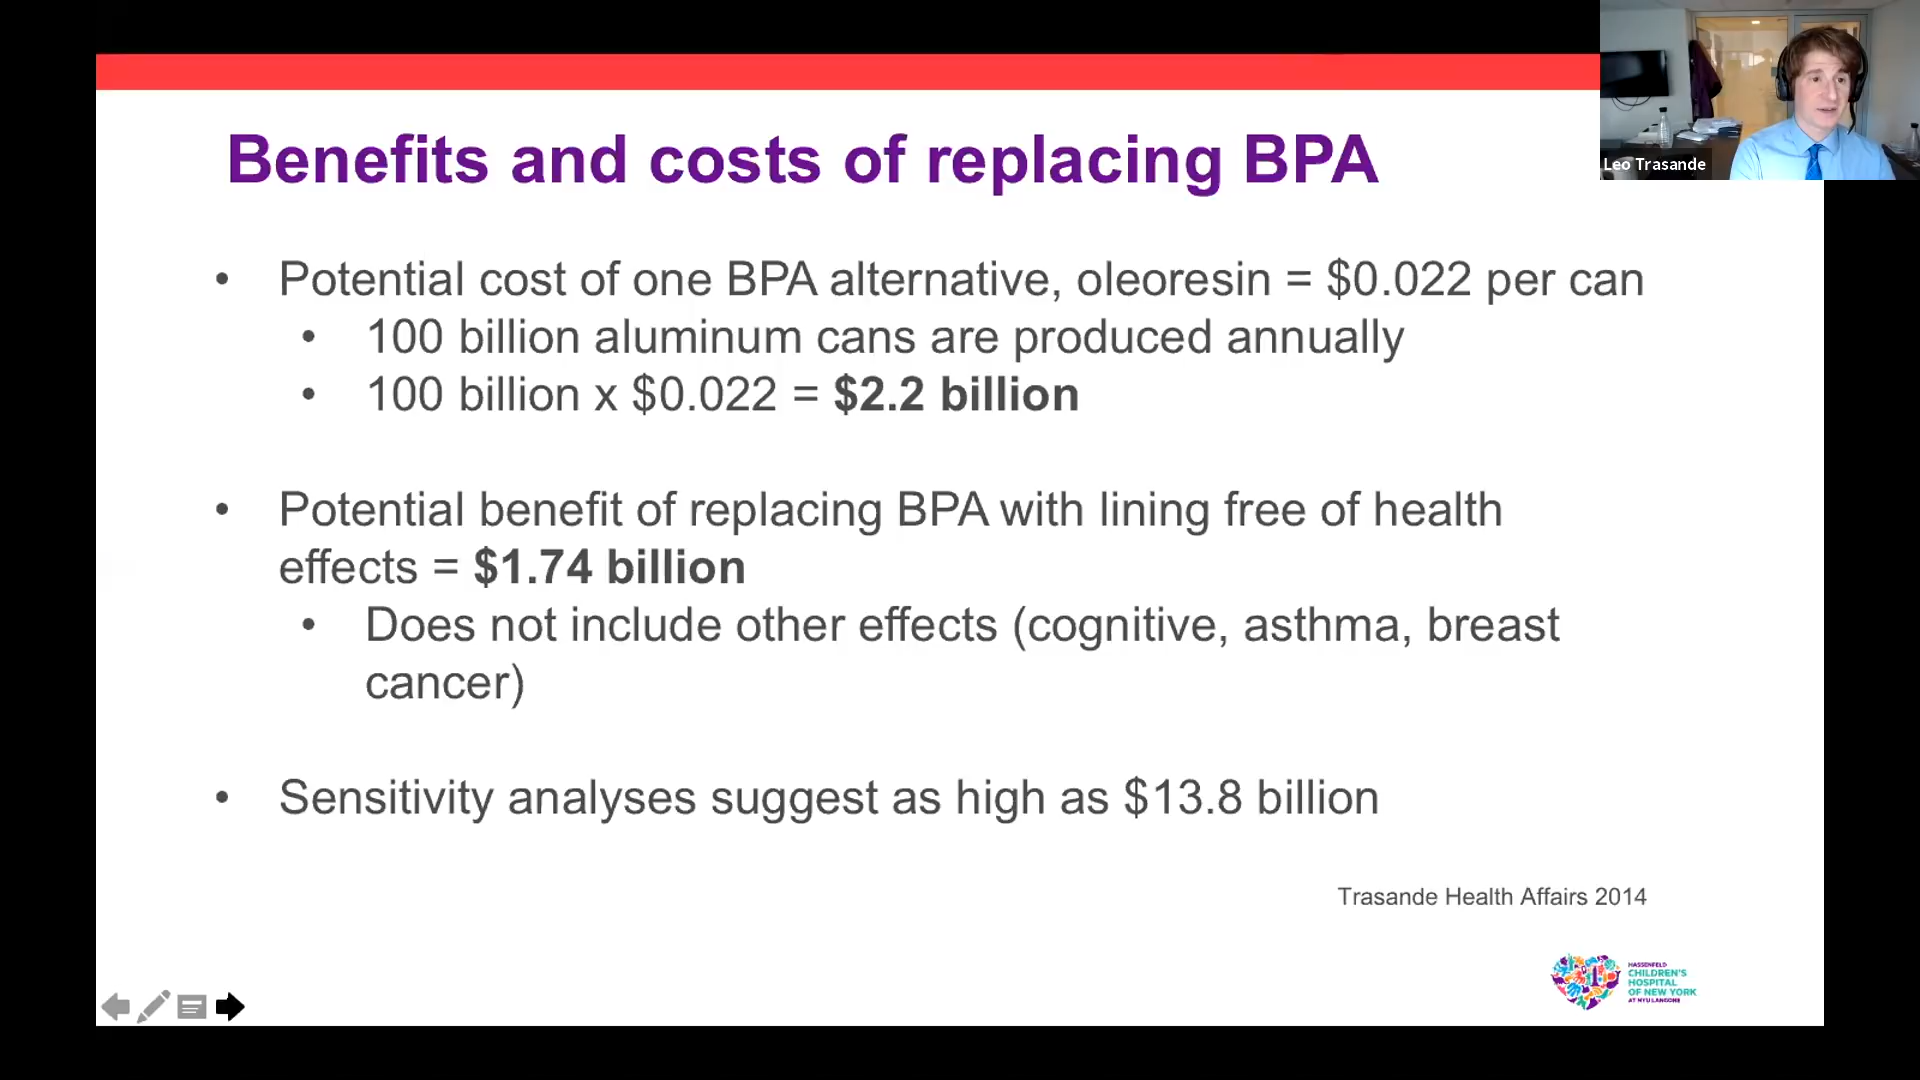 Leo Trasande
Benefits and costs of replacing BPA
• Potential cost of one BPA alternative, oleoresin = $0.022 per can
• 100 billion aluminum cans are produced annually
• 100 billion x $0.022 = $2.2 billion
• Potential benefit of replacing BPA with lining free of health
effects = $1.74 billion
• Does not include other effects (cognitive, asthma, breast
cancer)
• Sensitivity analyses suggest as high as $13.8 billion
Trasande Health Affairs 2014
HASSENFELD
CHILDREN'S
HOSPITAL
OF NEW YORK
AT NYU LANGONE